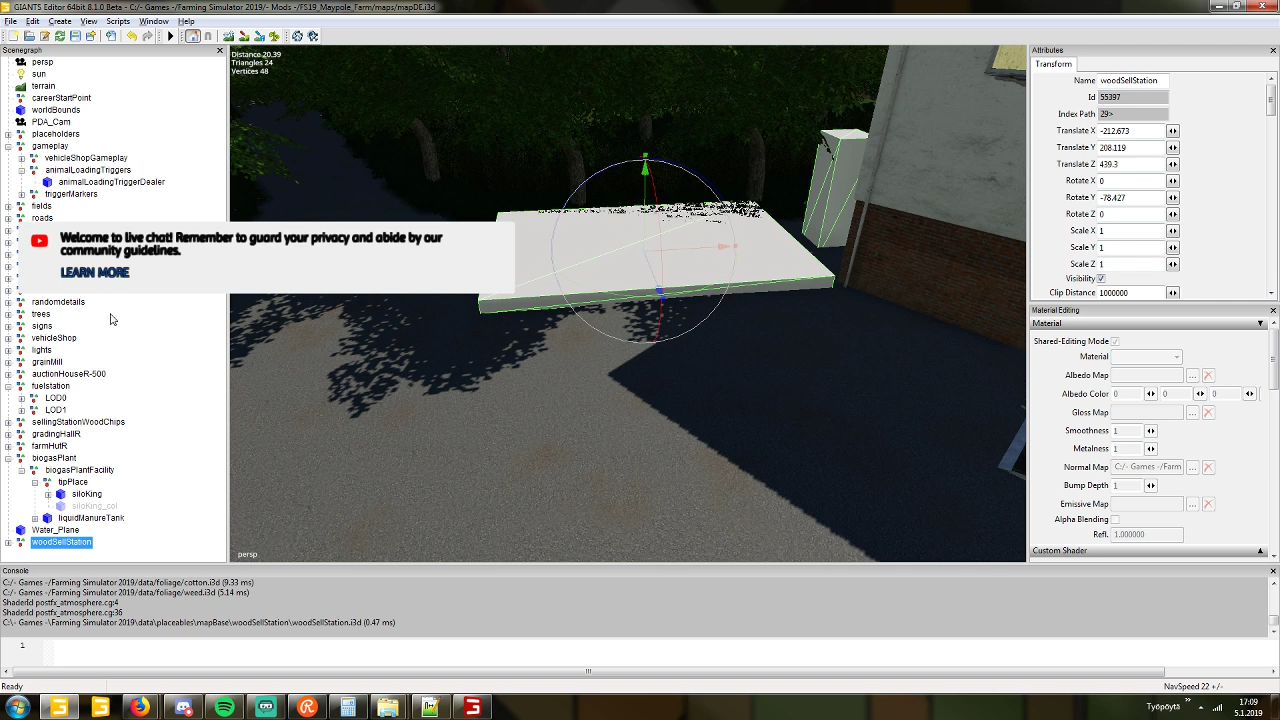 GIANTS Editor 64bit 8.1.0 Beta - C:/- Games -/Farming Simulator 2019/- Mods -/FS19_Maypole_Farm/maps/mapDE.i3d
File Edit Create View Scripts Window Help
Scenegraph
persp
sun
terrain
careerStartPoint
worldBounds
PDA_Cam
placeholders
gameplay
vehicleShopGameplay
animalLoadingTriggers
animalLoadingTriggerDealer
triggerMarkers
fields
roads
Welcome to live chat! Remember to guard your privacy and abide by our
community guidelines.
LEARN MORE
randomdetails
trees
signs
vehicleShop
lights
grainMill
auctionHouseR-500
fuelstation
LOD0
LOD1
sellingStationWoodChips
gradingHallR
farmHutR
biogasPlant
biogasPlantFacility
tipPlace
siloKing
siloKing_col
liquidManureTank
Water_Plane
woodSellStation
Distance 20.39
Triangles 24
Vertices 48
persp
Attributes
Transform
Name woodSellStation
Id 55397
Index Path 29>
Translate X -212.673
Translate Y 208.119
Translate Z 439.3
Rotate X 0
Rotate Y -78.427
Rotate Z 0
Scale X 1
Scale Y 1
Scale Z 1
Visibility
Clip Distance 1000000
Material Editing
Material
Shared-Editing Mode
Material
Albedo Map ...
Albedo Color 0 0 0
Gloss Map ...
Smoothness 1
Metalness 1
Normal Map C:/- Games -/Farm ...
Bump Depth 1
Emissive Map ...
Alpha Blending
Refl. 1.000000
Custom Shader
Console
C:/- Games -/Farming Simulator 2019/data/foliage/cotton.i3d (9.33 ms)
C:/- Games -/Farming Simulator 2019/data/foliage/weed.i3d (5.14 ms)
ShaderId postfx_atmosphere.cg:4
ShaderId postfx_atmosphere.cg:36
C:/- Games -\Farming Simulator 2019\data\placeables\mapBase\woodSellStation\woodSellStation.i3d (0.47 ms)
1
Ready
NavSpeed 22 +/-
Työpöytä
17:09
5.1.2019